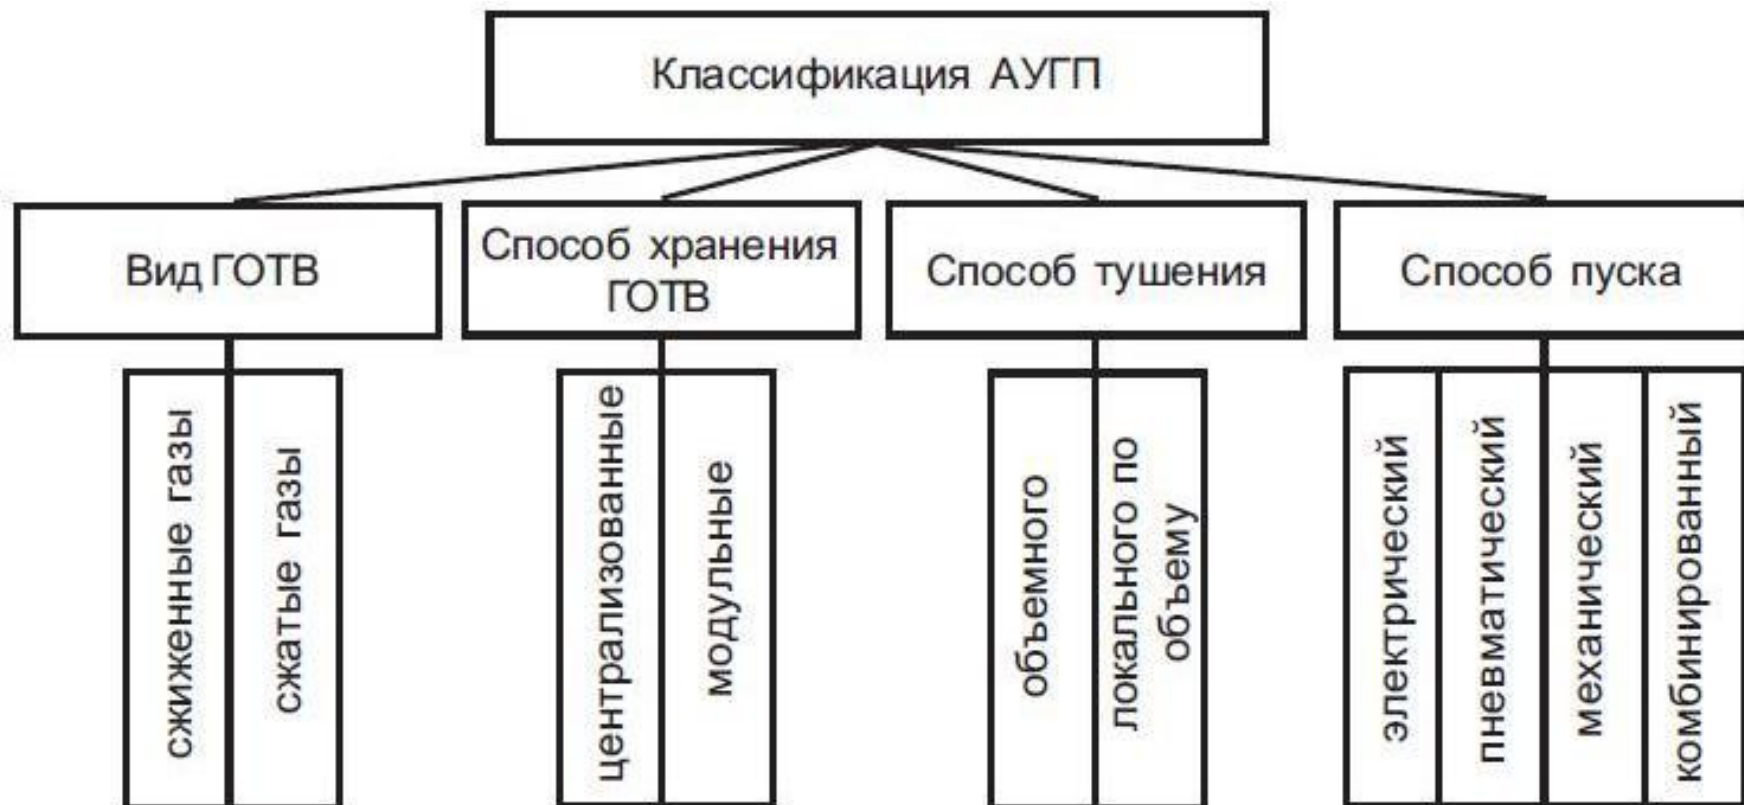 Классификация АУГП
Вид ГОТВ
Способ хранения
ГОТВ
Способ тушения
Способ пуска
сжиженные газы
сжатые газы
централизованные
модульные
объемного
локального по
объему
электрический
пневматический
механический
комбинированный